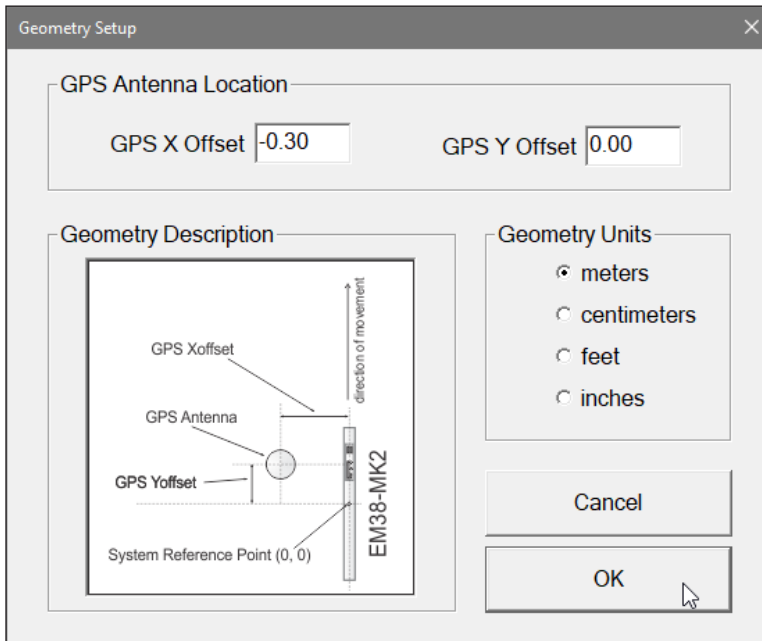 Geometry Setup
GPS Antenna Location
GPS X Offset -0.30
GPS Y Offset 0.00
Geometry Description
direction of movement
GPS Xoffset
GPS Antenna
GPS Yoffset
EM38-MK2
System Reference Point (0, 0)
Geometry Units
meters
centimeters
feet
inches
Cancel
OK